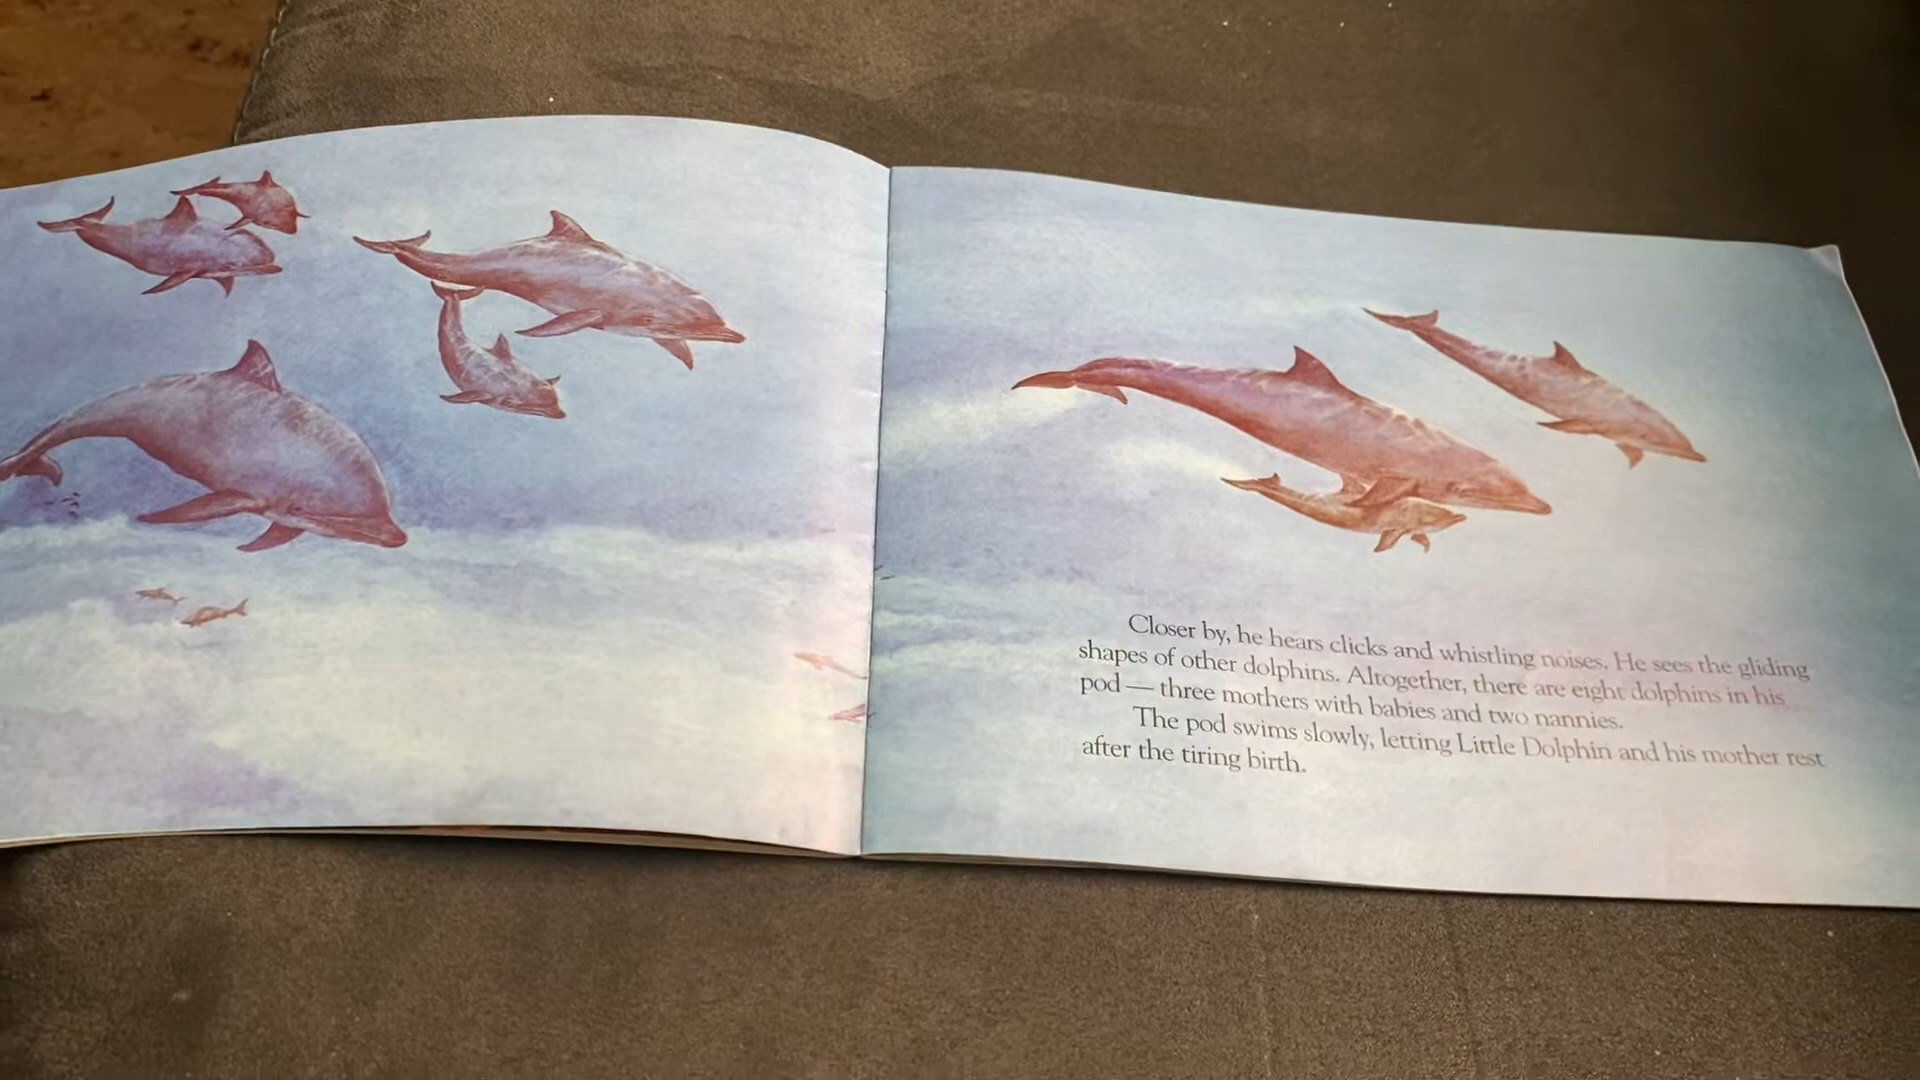 Closer by, he hears clicks and whistling noises. He sees the gliding
shapes of other dolphins. Altogether, there are eight dolphins in his
pod — three mothers with babies and two nannies.
The pod swims slowly, letting Little Dolphin and his mother rest
after the tiring birth.